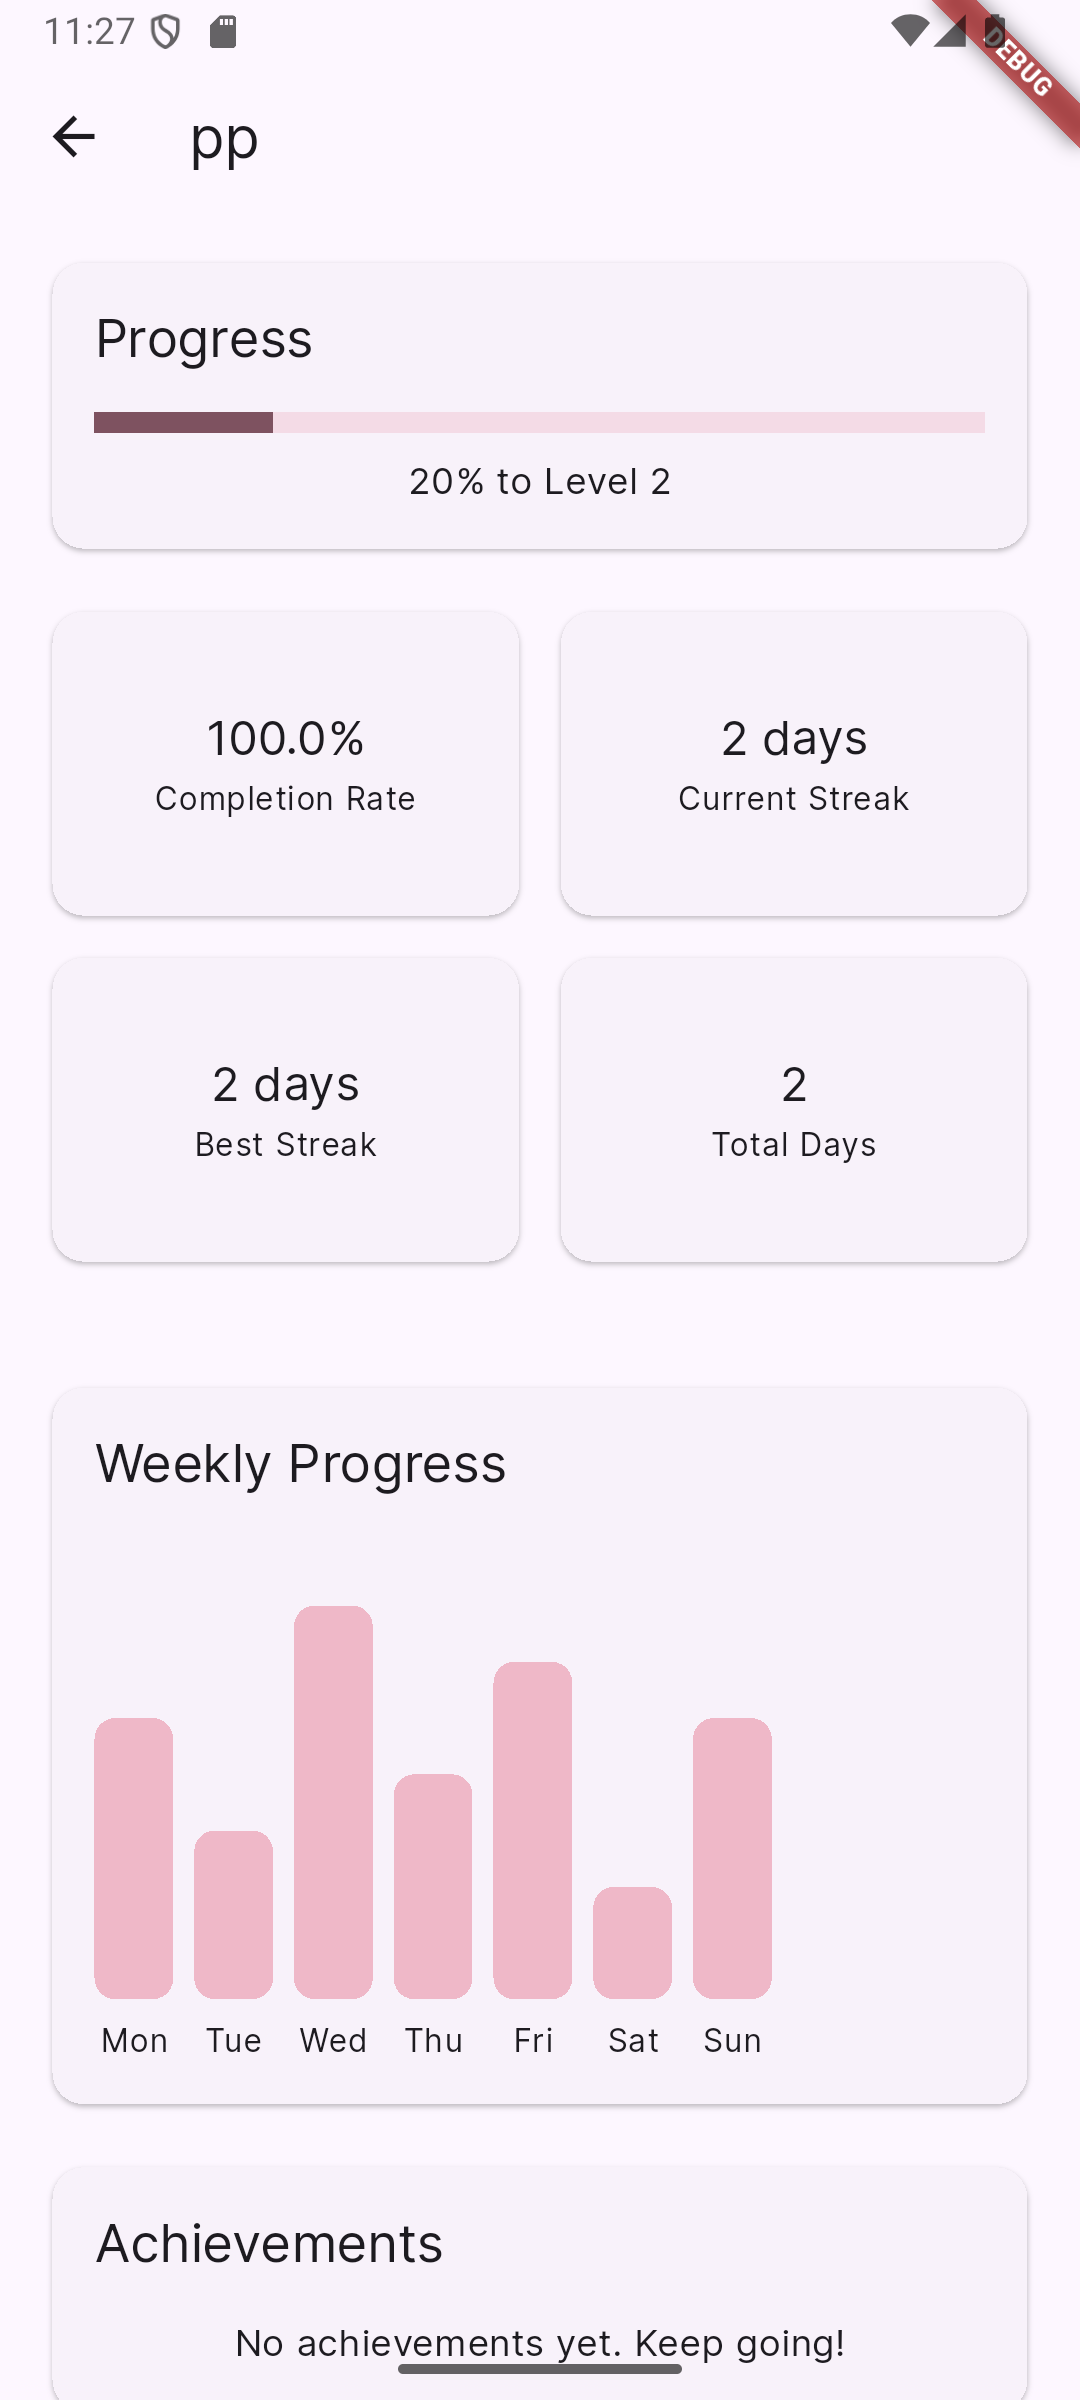 11:27
DEBUG
pp
Progress
20% to Level 2
100.0%
Completion Rate
2 days
Current Streak
2 days
Best Streak
2
Total Days
Weekly Progress
Mon Tue Wed Thu Fri Sat Sun
Achievements
No achievements yet. Keep going!